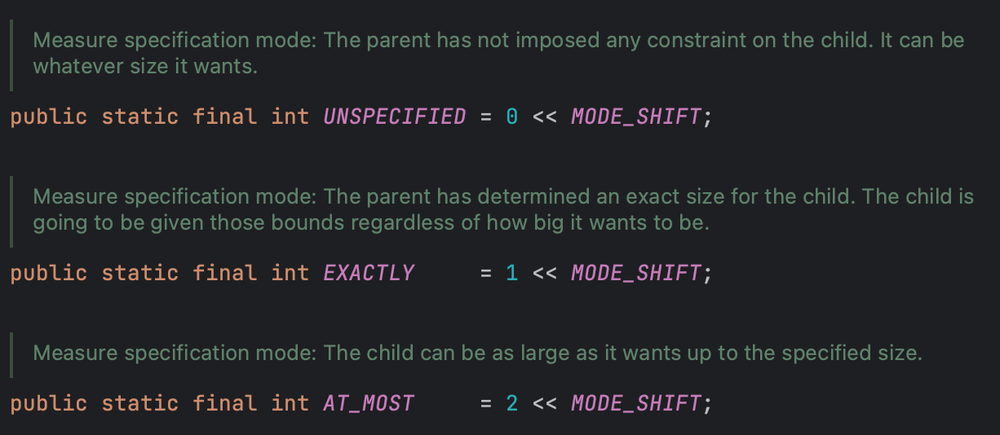 Measure specification mode: The parent has not imposed any constraint on the child. It can be
whatever size it wants.
public static final int UNSPECIFIED = 0 << MODE_SHIFT;
Measure specification mode: The parent has determined an exact size for the child. The child is
going to be given those bounds regardless of how big it wants to be.
public static final int EXACTLY     = 1 << MODE_SHIFT;
Measure specification mode: The child can be as large as it wants up to the specified size.
public static final int AT_MOST     = 2 << MODE_SHIFT;